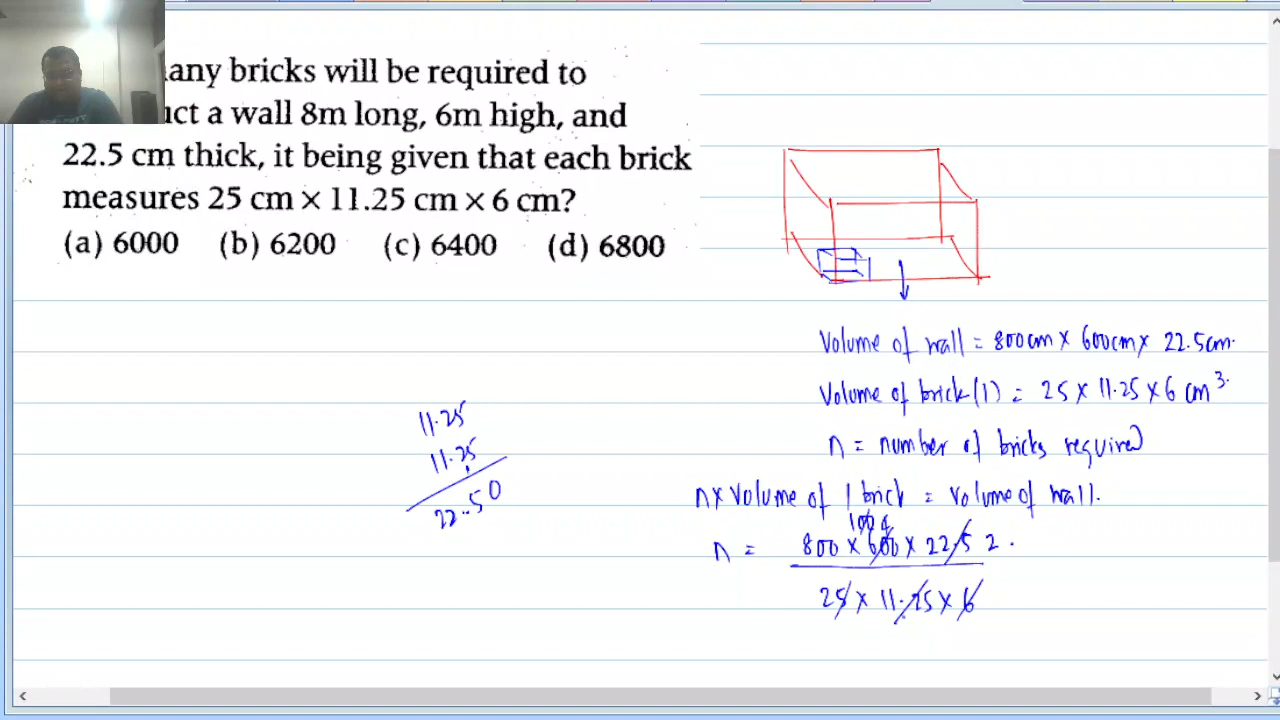 any bricks will be required to
uct a wall 8m long, 6m high, and
22.5 cm thick, it being given that each brick
measures 25 cm × 11.25 cm × 6 cm?
(a) 6000 (b) 6200 (c) 6400 (d) 6800
Volume of wall = 800cm × 600cm × 22.5cm.
Volume of brick(1) = 25 × 11.25 × 6 cm³.
n = number of bricks required
n × volume of 1 brick = volume of wall.
100 4
n = 800 × 600 × 22.5 2.
25 × 11.25 × 6
11.25
11.25
22.50